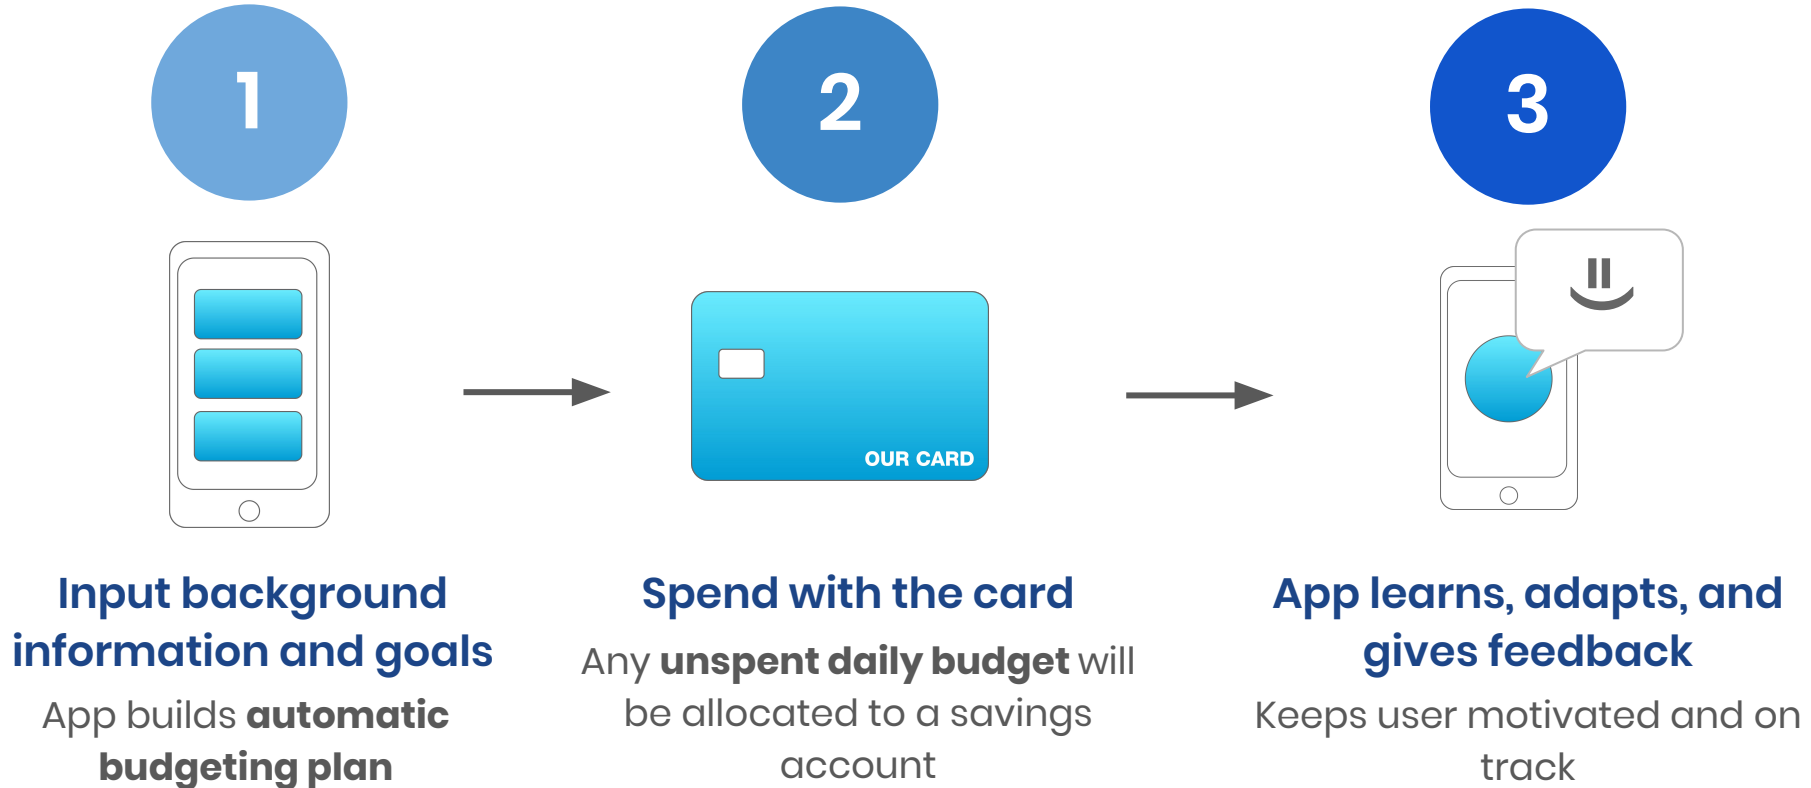 1
Input background
information and goals
App builds automatic
budgeting plan
2
OUR CARD
Spend with the card
Any unspent daily budget will
be allocated to a savings
account
3
=)
App learns, adapts, and
gives feedback
Keeps user motivated and on
track